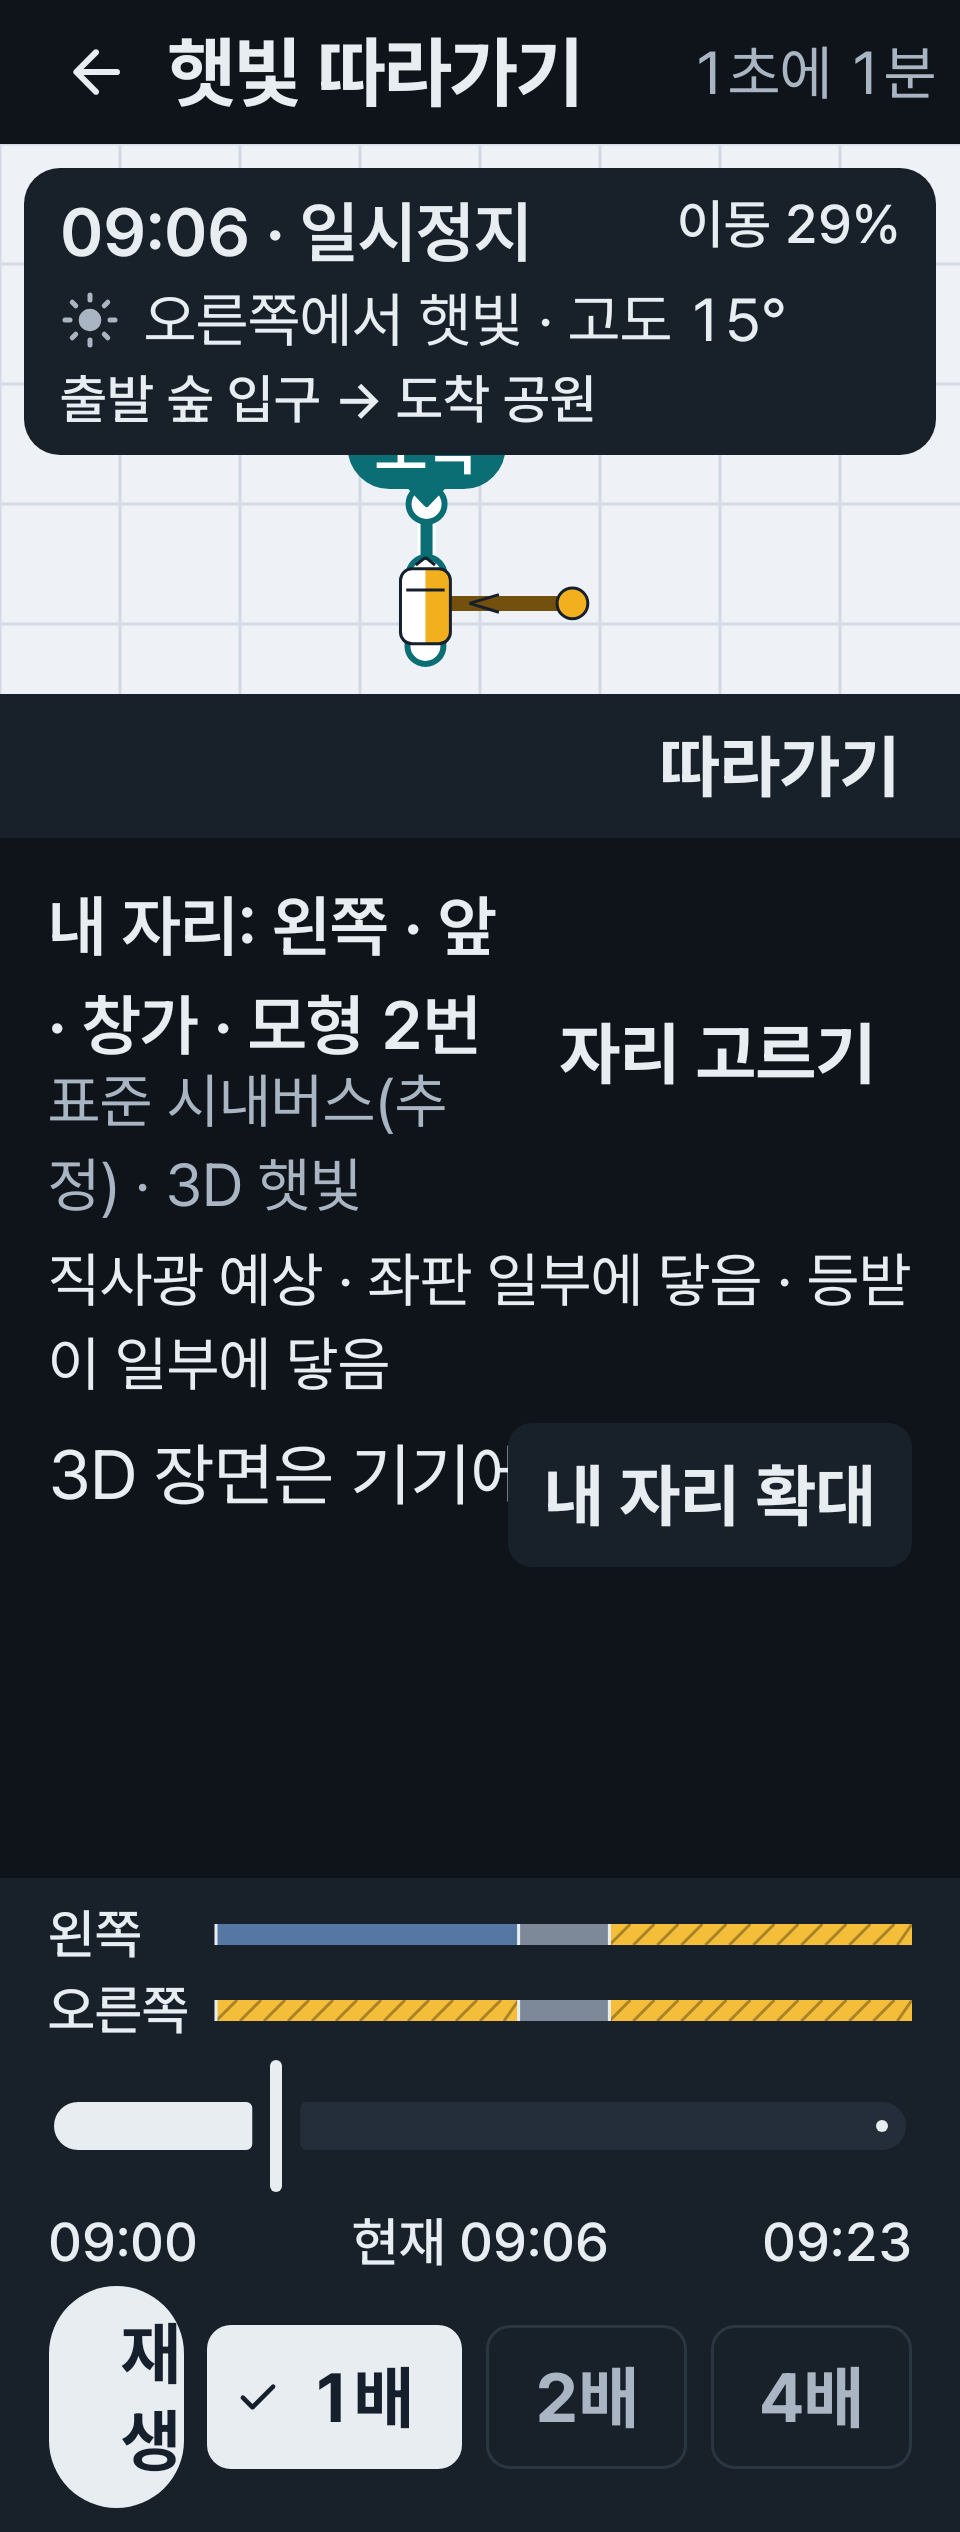 햇빛 따라가기
1초에 1분
09:06 · 일시정지
이동 29%
오른쪽에서 햇빛 · 고도 15°
출발 숲 입구 → 도착 공원
따라가기
내 자리: 왼쪽 · 앞
· 창가 · 모형 2번
자리 고르기
표준 시내버스(추
정) · 3D 햇빛
직사광 예상 · 좌판 일부에 닿음 · 등받
이 일부에 닿음
3D 장면은 기기에
내 자리 확대
왼쪽
오른쪽
09:00
현재 09:06
09:23
재
생
1배
2배
4배